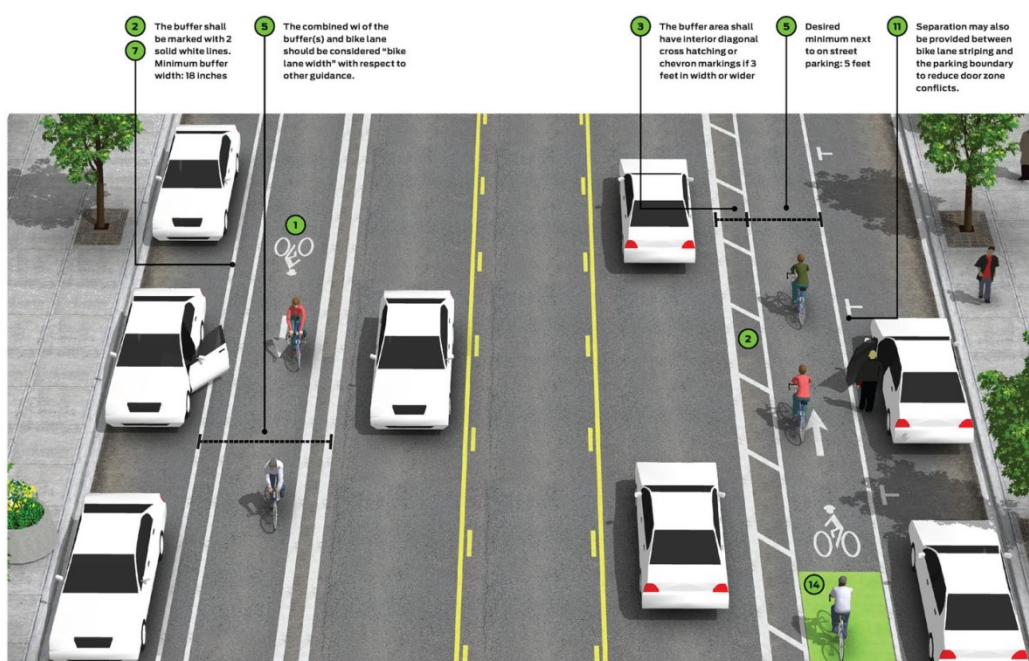 2
7
The buffer shall
be marked with 2
solid white lines.
Minimum buffer
width: 18 inches
5
The combined wi of the
buffer(s) and bike lane
should be considered "bike
lane width" with respect to
other guidance.
3
The buffer area shall
have interior diagonal
cross hatching or
chevron markings if 3
feet in width or wider
5
Desired
minimum next
to on street
parking: 5 feet
11
Separation may also
be provided between
bike lane striping and
the parking boundary
to reduce door zone
conflicts.
1
2
14